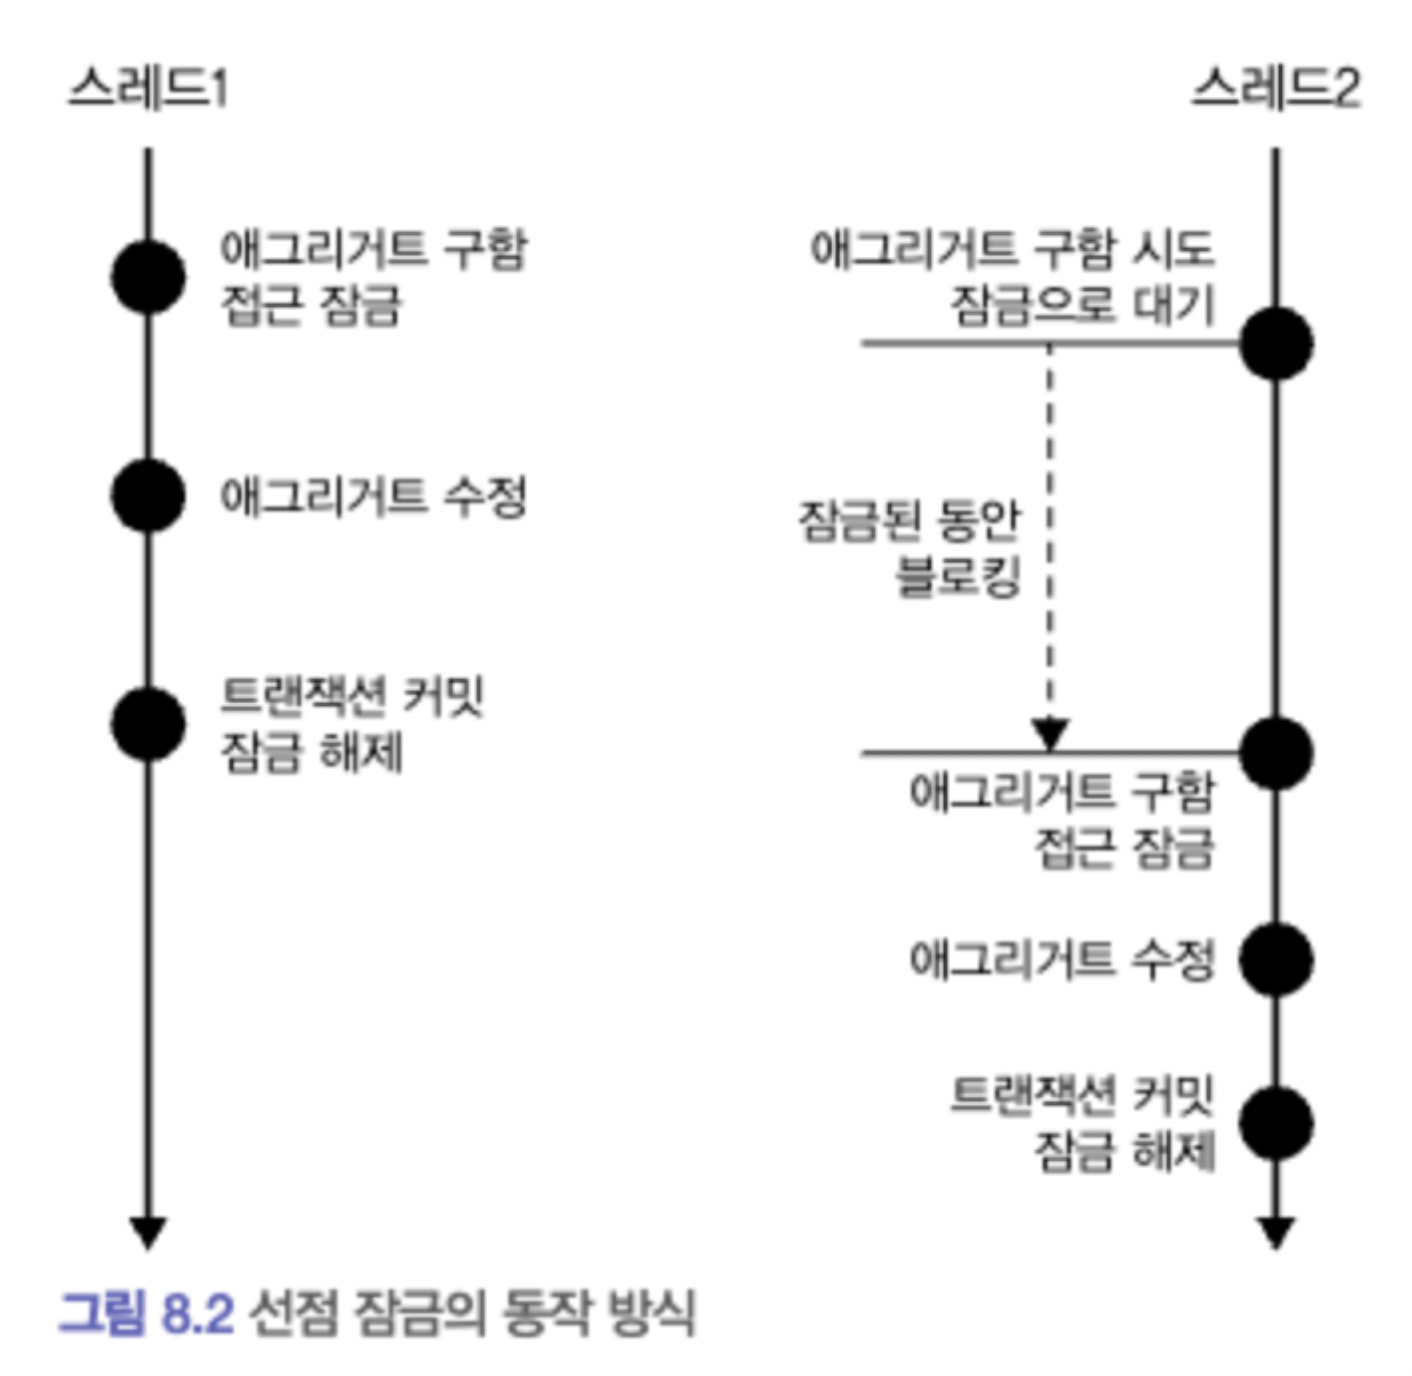 스레드1
스레드2
애그리거트 구함
접근 잠금
애그리거트 구함 시도
잠금으로 대기
애그리거트 수정
잠금된 동안
블로킹
트랜잭션 커밋
잠금 해제
애그리거트 구함
접근 잠금
애그리거트 수정
트랜잭션 커밋
잠금 해제
그림 8.2 선점 잠금의 동작 방식